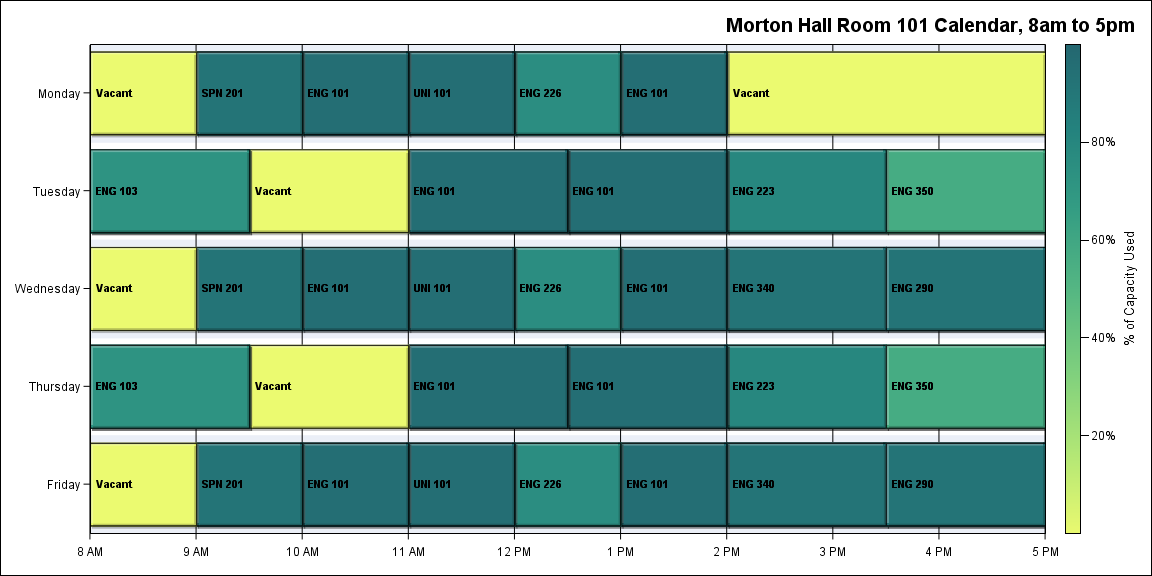 Morton Hall Room 101 Calendar, 8am to 5pm
Monday
Vacant
SPN 201
ENG 101
UNI 101
ENG 226
ENG 101
Vacant
Tuesday
ENG 103
Vacant
ENG 101
ENG 101
ENG 223
ENG 350
Wednesday
Vacant
SPN 201
ENG 101
UNI 101
ENG 226
ENG 101
ENG 340
ENG 290
Thursday
ENG 103
Vacant
ENG 101
ENG 101
ENG 223
ENG 350
Friday
Vacant
SPN 201
ENG 101
UNI 101
ENG 226
ENG 101
ENG 340
ENG 290
8 AM
9 AM
10 AM
11 AM
12 PM
1 PM
2 PM
3 PM
4 PM
5 PM
80%
60%
40%
20%
% of Capacity Used